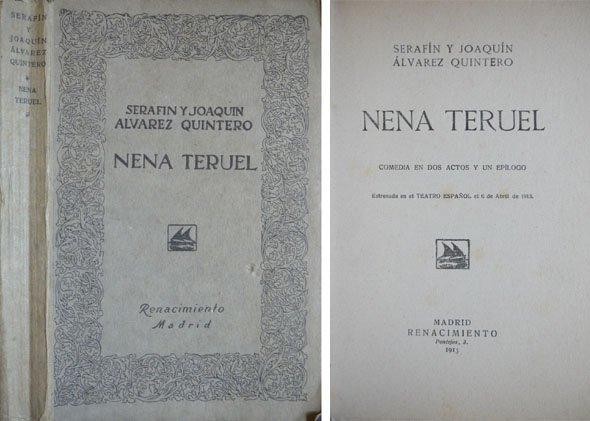 SERAFÍN
Y
JOAQUÍN
ÁLVAREZ
QUINTERO
NENA
TERUEL
SERAFIN Y JOAQUIN
ALVAREZ QUINTERO
NENA TERUEL
Renacimiento
Madrid
SERAFÍN Y JOAQUÍN
ÁLVAREZ QUINTERO
NENA TERUEL
COMEDIA EN DOS ACTOS Y UN EPÍLOGO
Estrenada en el TEATRO ESPAÑOL el 6 de Abril de 1913.
MADRID
RENACIMIENTO
Pontejos, 3.
1913